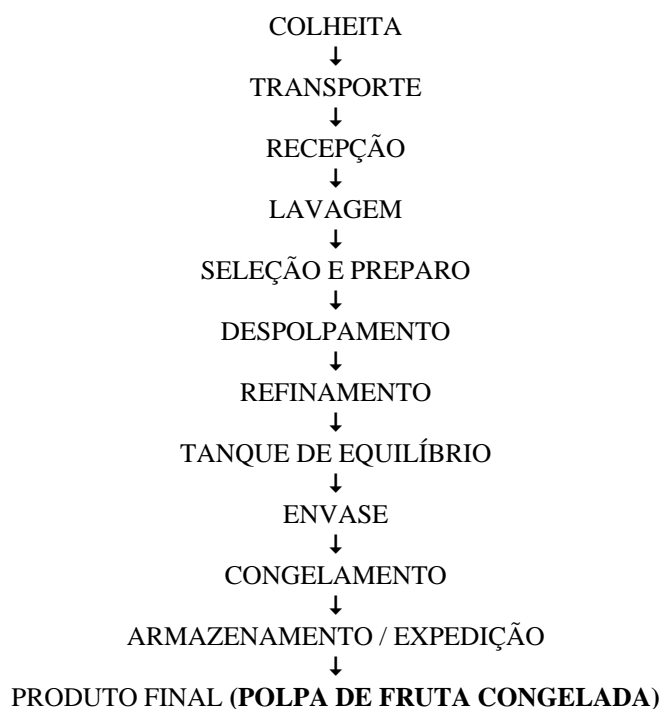 COLHEITA
↓
TRANSPORTE
↓
RECEPÇÃO
↓
LAVAGEM
↓
SELEÇÃO E PREPARO
↓
DESPOLPAMENTO
↓
REFINAMENTO
↓
TANQUE DE EQUILÍBRIO
↓
ENVASE
↓
CONGELAMENTO
↓
ARMAZENAMENTO / EXPEDIÇÃO
↓
PRODUTO FINAL (POLPA DE FRUTA CONGELADA)